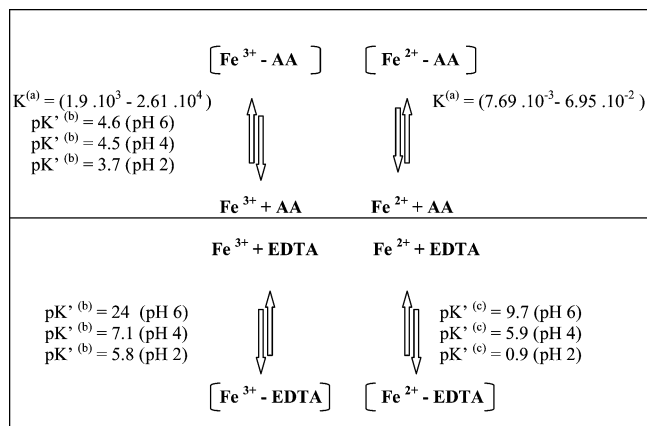 [Fe ³⁺ - AA ] [Fe ²⁺ - AA ]
K⁽ᵃ⁾ = (1.9 .10³ - 2.61 .10⁴ ) K⁽ᵃ⁾ = (7.69 .10⁻³- 6.95 .10⁻² )
pK’ ⁽ᵇ⁾ = 4.6 (pH 6)
pK’ ⁽ᵇ⁾ = 4.5 (pH 4)
pK’ ⁽ᵇ⁾ = 3.7 (pH 2)
Fe ³⁺ + AA Fe ²⁺ + AA
Fe ³⁺ + EDTA Fe ²⁺ + EDTA
pK’ ⁽ᵇ⁾ = 24 (pH 6) pK’ ⁽ᶜ⁾ = 9.7 (pH 6)
pK’ ⁽ᵇ⁾ = 7.1 (pH 4) pK’ ⁽ᶜ⁾ = 5.9 (pH 4)
pK’ ⁽ᵇ⁾ = 5.8 (pH 2) pK’ ⁽ᶜ⁾ = 0.9 (pH 2)
[Fe ³⁺ - EDTA] [Fe ²⁺ - EDTA]